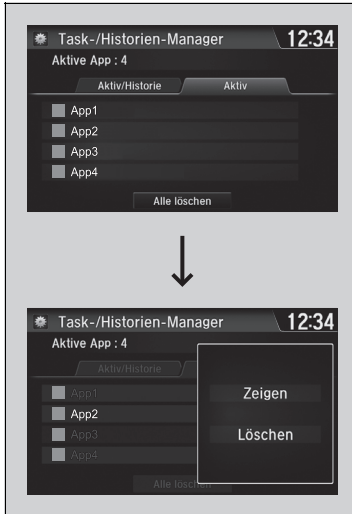 Task-/Historien-Manager 12:34
Aktive App : 4
Aktiv/Historie Aktiv
App1
App2
App3
App4
Alle löschen
Task-/Historien-Manager 12:34
Aktive App : 4
Aktiv/Historie
App1
App2
App3
App4
Alle löschen
Zeigen
Löschen